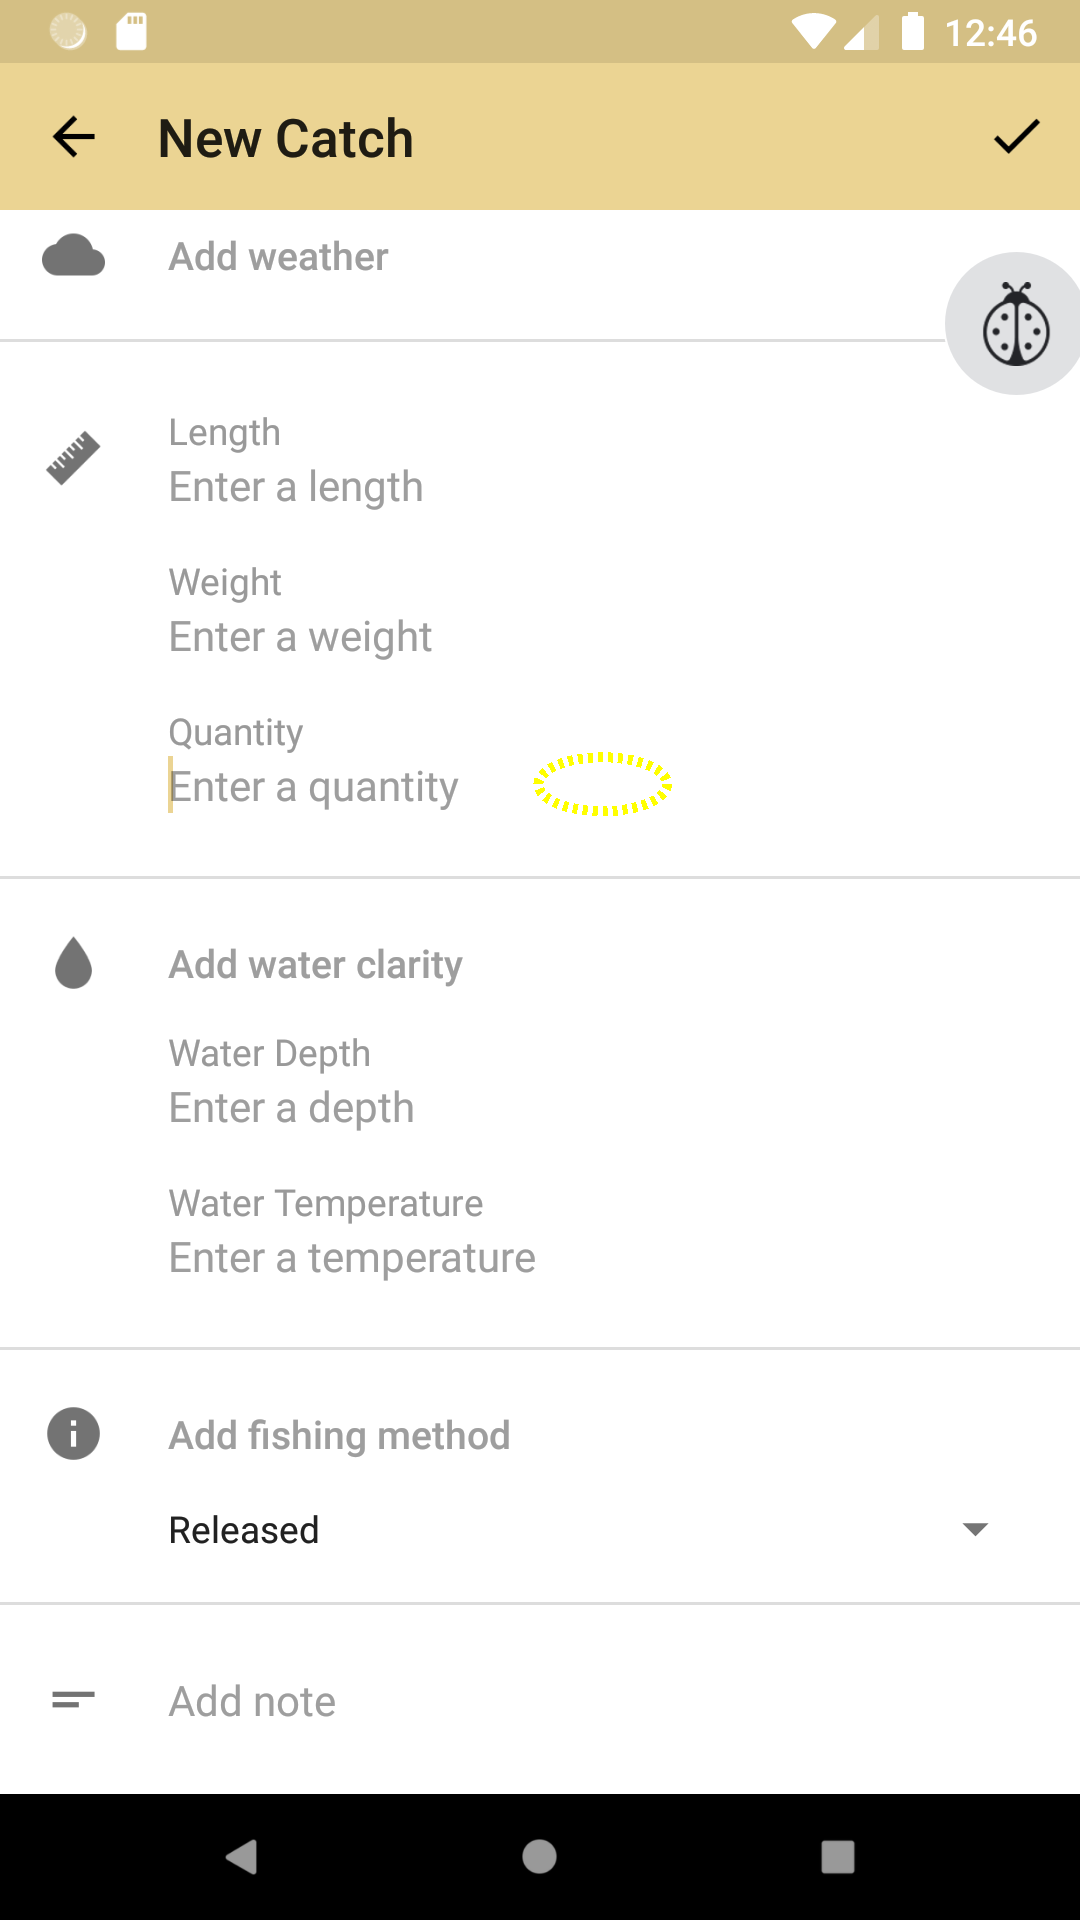 12:46
New Catch
Add weather
Length
Enter a length
Weight
Enter a weight
Quantity
Enter a quantity
Add water clarity
Water Depth
Enter a depth
Water Temperature
Enter a temperature
Add fishing method
Released
Add note